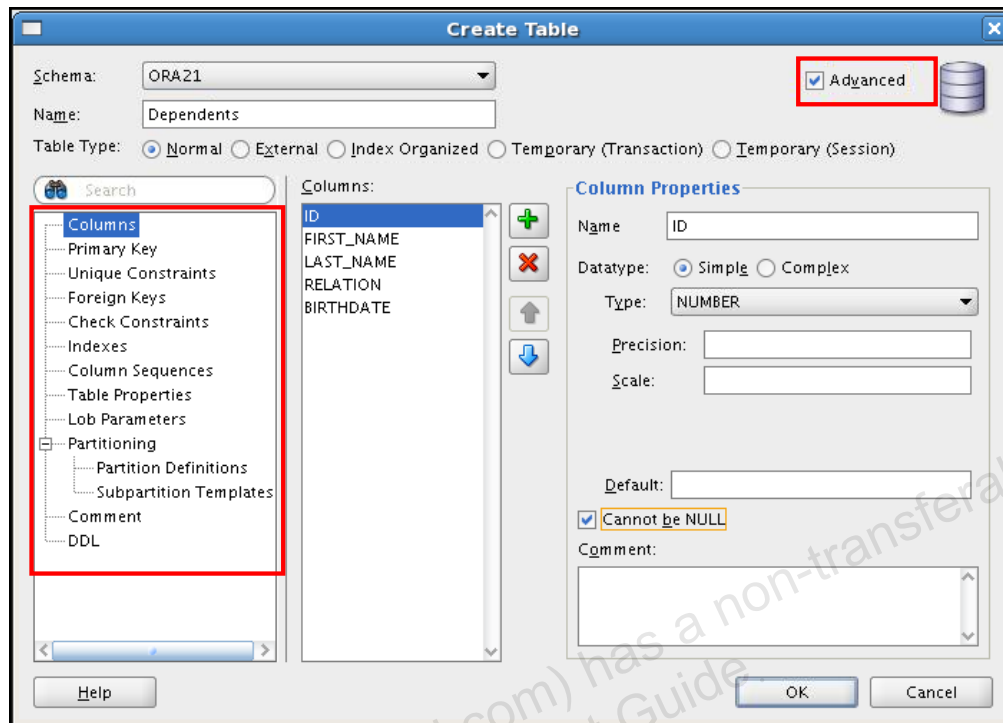 Create Table
Schema: ORA21
Advanced
Name: Dependents
Table Type: Normal External Index Organized Temporary (Transaction) Temporary (Session)
Search
Columns
Primary Key
Unique Constraints
Foreign Keys
Check Constraints
Indexes
Column Sequences
Table Properties
Lob Parameters
Partitioning
Partition Definitions
Subpartition Templates
Comment
DDL
Columns:
ID
FIRST_NAME
LAST_NAME
RELATION
BIRTHDATE
Column Properties
Name ID
Datatype: Simple Complex
Type: NUMBER
Precision:
Scale:
Default:
Cannot be NULL
Comment:
Help
OK
Cancel
com) has a non-transfera
Guide.